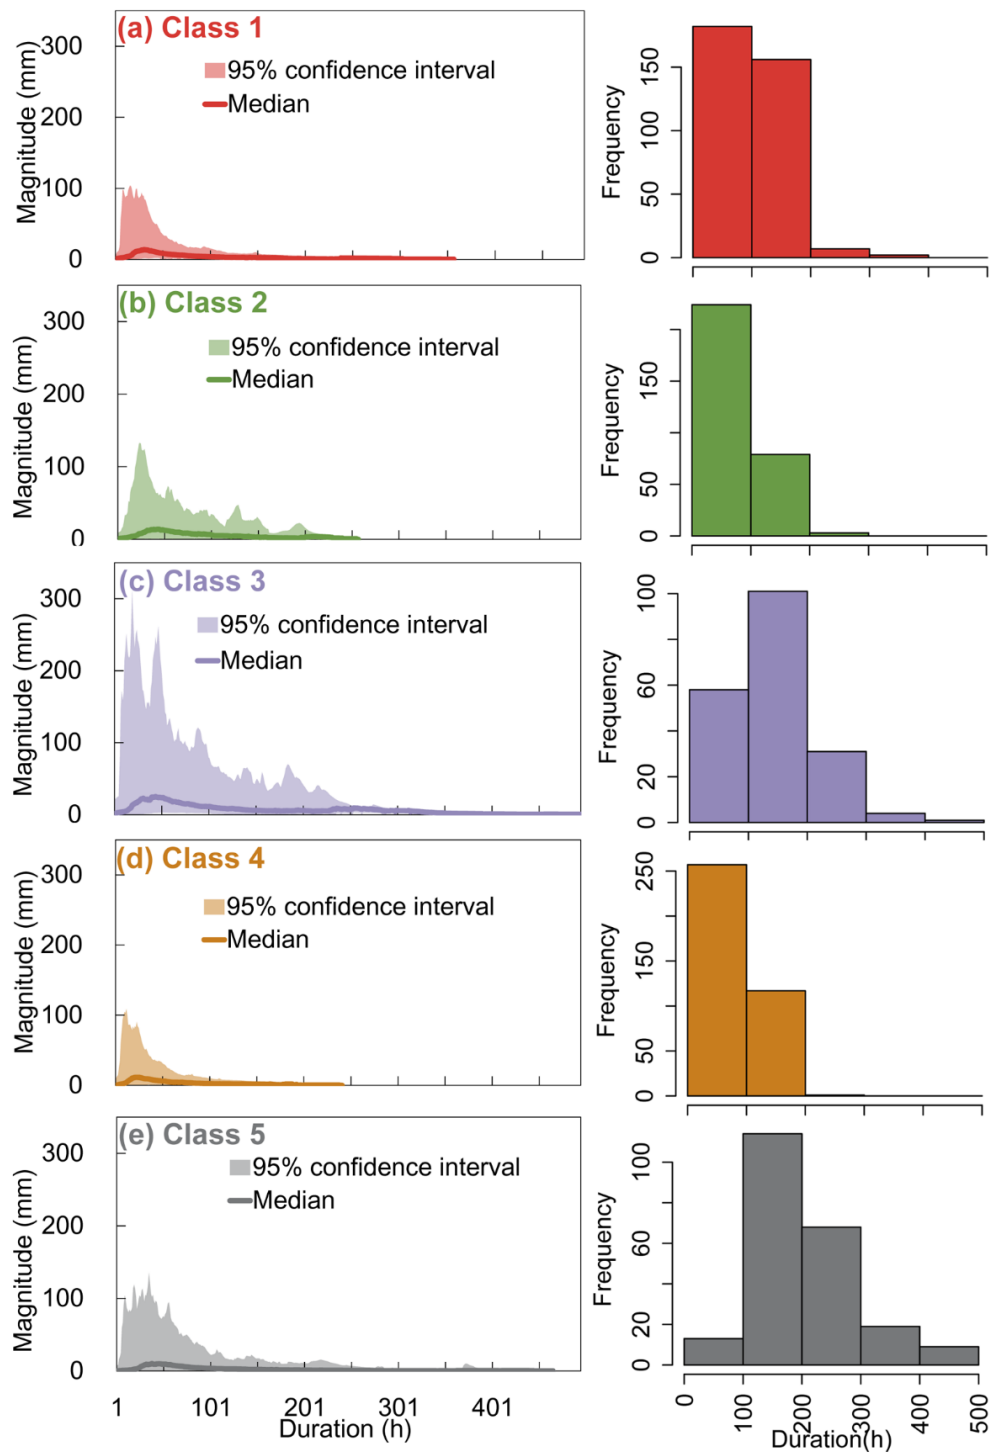 (a) Class 1
95% confidence interval
Median
Magnitude (mm)
300
200
100
0
Frequency
150
100
50
0
(b) Class 2
95% confidence interval
Median
Magnitude (mm)
300
200
100
0
Frequency
150
50
0
(c) Class 3
95% confidence interval
Median
Magnitude (mm)
300
200
100
0
Frequency
100
60
20
0
(d) Class 4
95% confidence interval
Median
Magnitude (mm)
300
200
100
0
Frequency
250
150
50
0
(e) Class 5
95% confidence interval
Median
Magnitude (mm)
300
200
100
0
1 101 201 301 401
Duration (h)
Frequency
100
60
20
0
0 100 200 300 400 500
Duration(h)